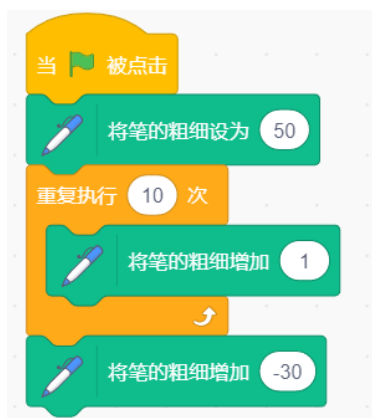 当 被点击
将笔的粗细设为 50
重复执行 10 次
将笔的粗细增加 1
将笔的粗细增加 -30